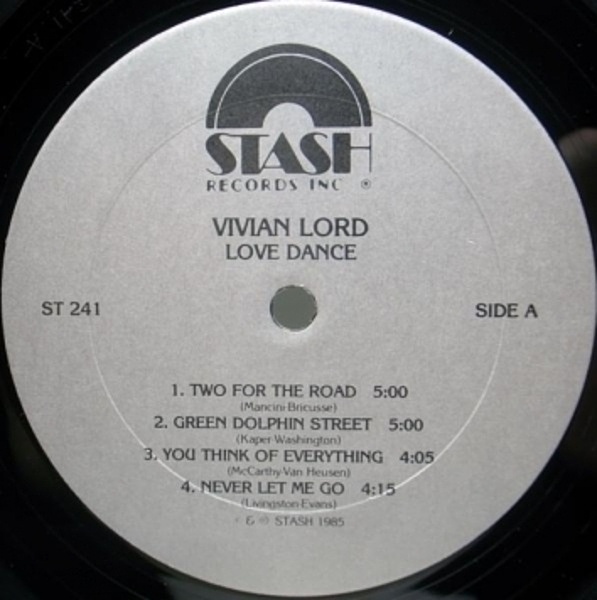 STASH
RECORDS INC ®
VIVIAN LORD
LOVE DANCE
ST 241
SIDE A
1. TWO FOR THE ROAD 5:00
(Mancini-Bricusse)
2. GREEN DOLPHIN STREET 5:00
(Kaper-Washington)
3. YOU THINK OF EVERYTHING 4:05
(McCarthy-Van Heusen)
4. NEVER LET ME GO 4:15
(Livingston-Evans)
& ℗ STASH 1985